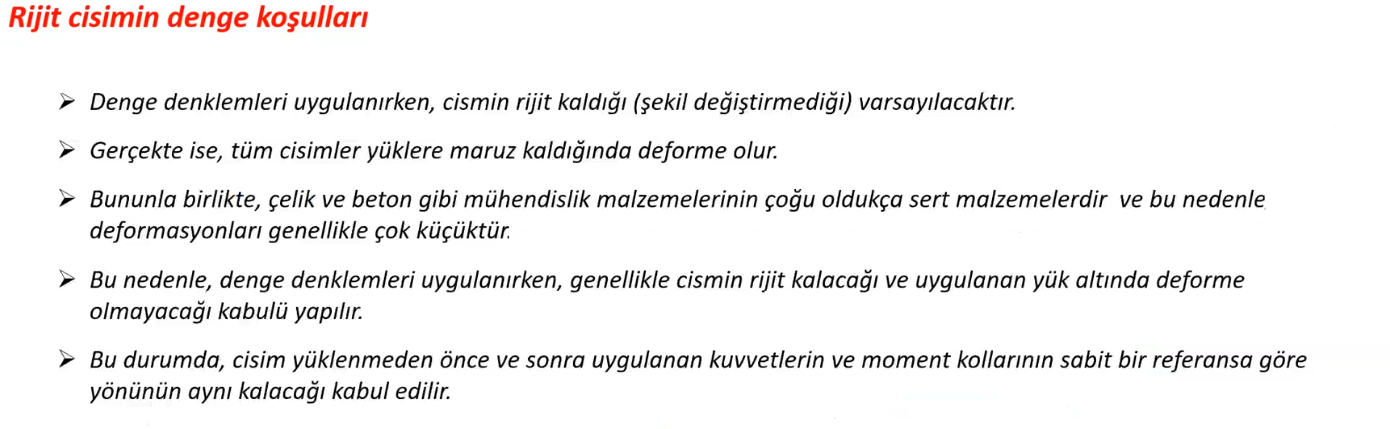 Rijit cisimin denge koşulları
➢ Denge denklemleri uygulanırken, cismin rijit kaldığı (şekil değiştirmediği) varsayılacaktır.
➢ Gerçekte ise, tüm cisimler yüklere maruz kaldığında deforme olur.
➢ Bununla birlikte, çelik ve beton gibi mühendislik malzemelerinin çoğu oldukça sert malzemelerdir ve bu nedenle
deformasyonları genellikle çok küçüktür.
➢ Bu nedenle, denge denklemleri uygulanırken, genellikle cismin rijit kalacağı ve uygulanan yük altında deforme
olmayacağı kabulü yapılır.
➢ Bu durumda, cisim yüklenmeden önce ve sonra uygulanan kuvvetlerin ve moment kollarının sabit bir referansa göre
yönünün aynı kalacağı kabul edilir.